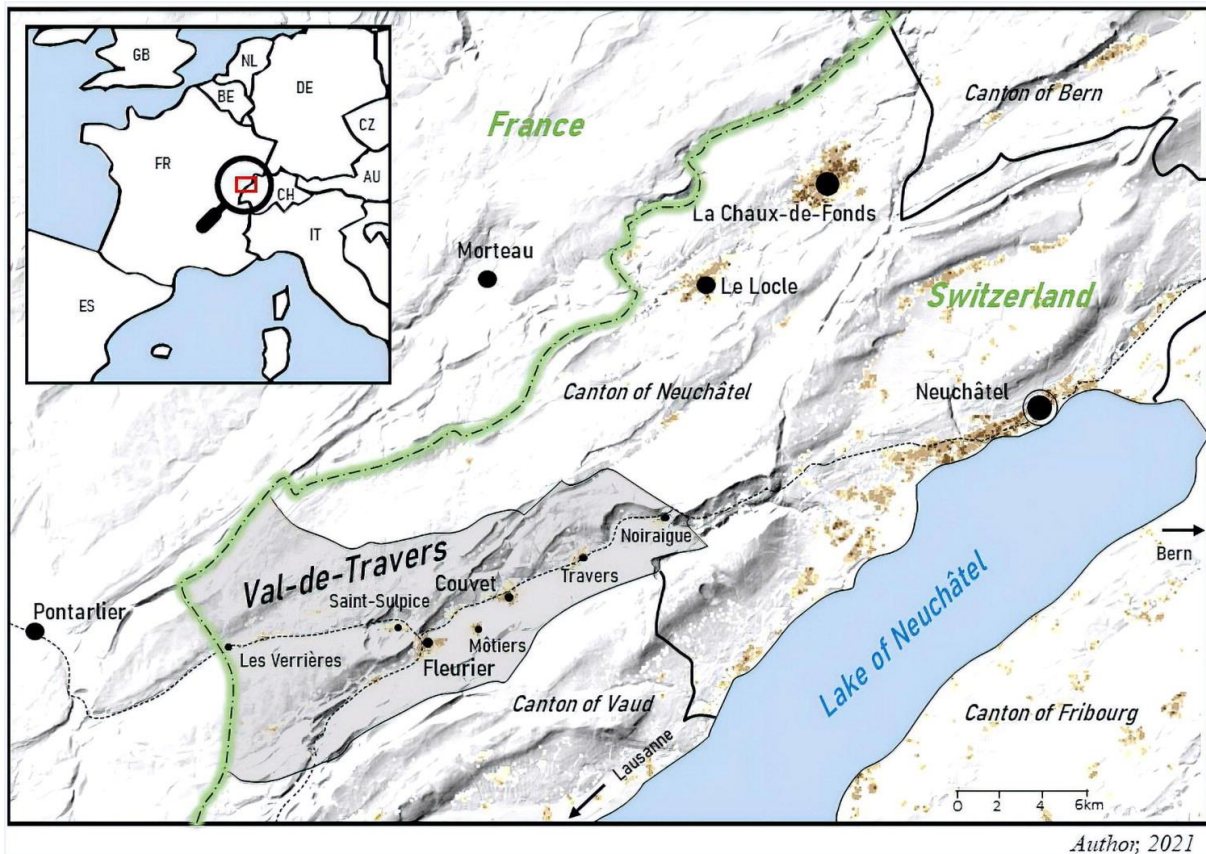 GB
NL
BE
DE
CZ
FR
AU
CH
IT
ES
France
Canton of Bern
La Chaux-de-Fonds
Morteau
Le Locle
Switzerland
Canton of Neuchâtel
Neuchâtel
Noiraigue
Val-de-Travers
Travers
Couvet
Saint-Sulpice
Pontarlier
Môtiers
Les Verrières
Fleurier
Bern
Lake of Neuchâtel
Canton of Vaud
Canton of Fribourg
Lausanne
0 2 4 6km
Author, 2021